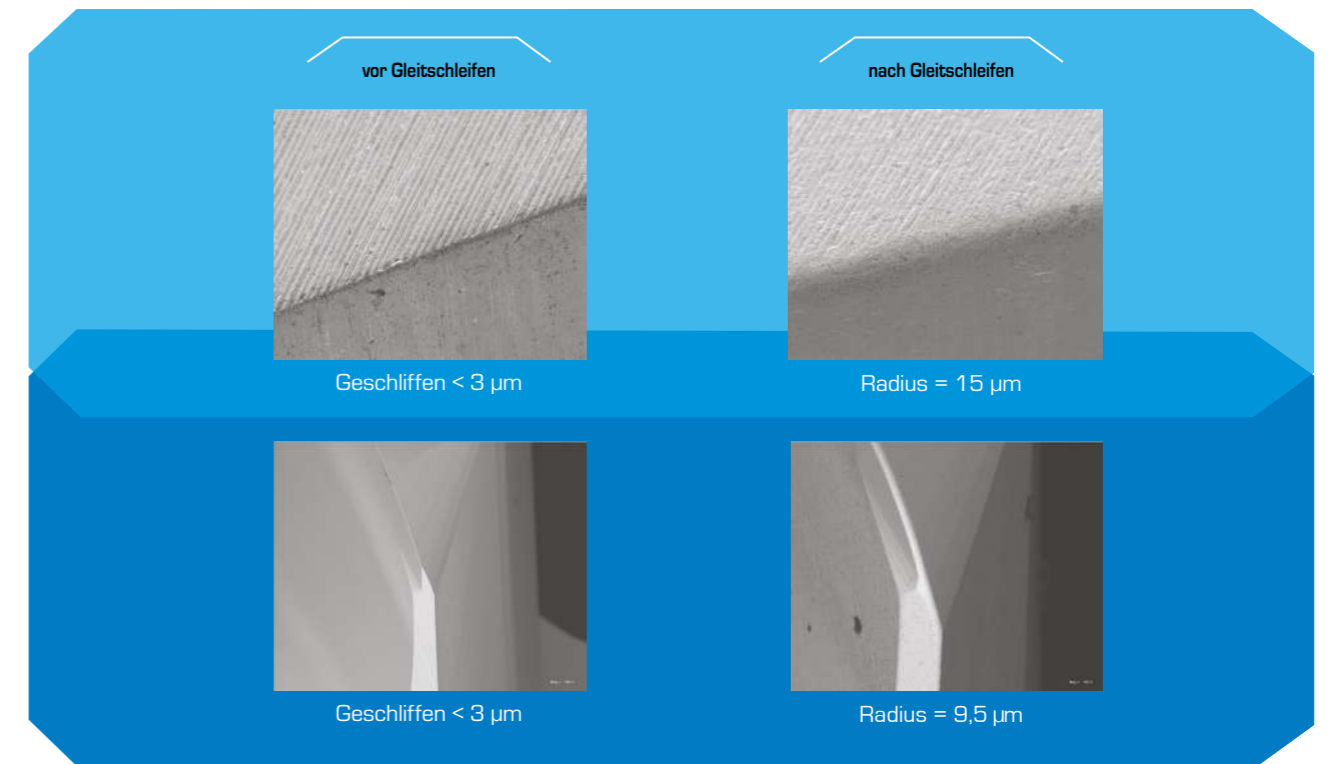 vor Gleitschleifen
nach Gleitschleifen
Geschliffen < 3 µm
Radius = 15 µm
Geschliffen < 3 µm
Radius = 9,5 µm